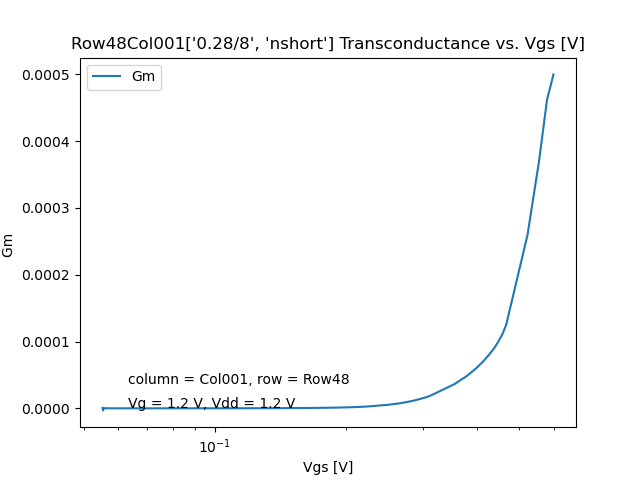 Row48Col001['0.28/8', 'nshort'] Transconductance vs. Vgs [V]
Gm
0.0005
0.0004
0.0003
0.0002
0.0001
0.0000
Gm
column = Col001, row = Row48
Vg = 1.2 V, Vdd = 1.2 V
10⁻¹
Vgs [V]